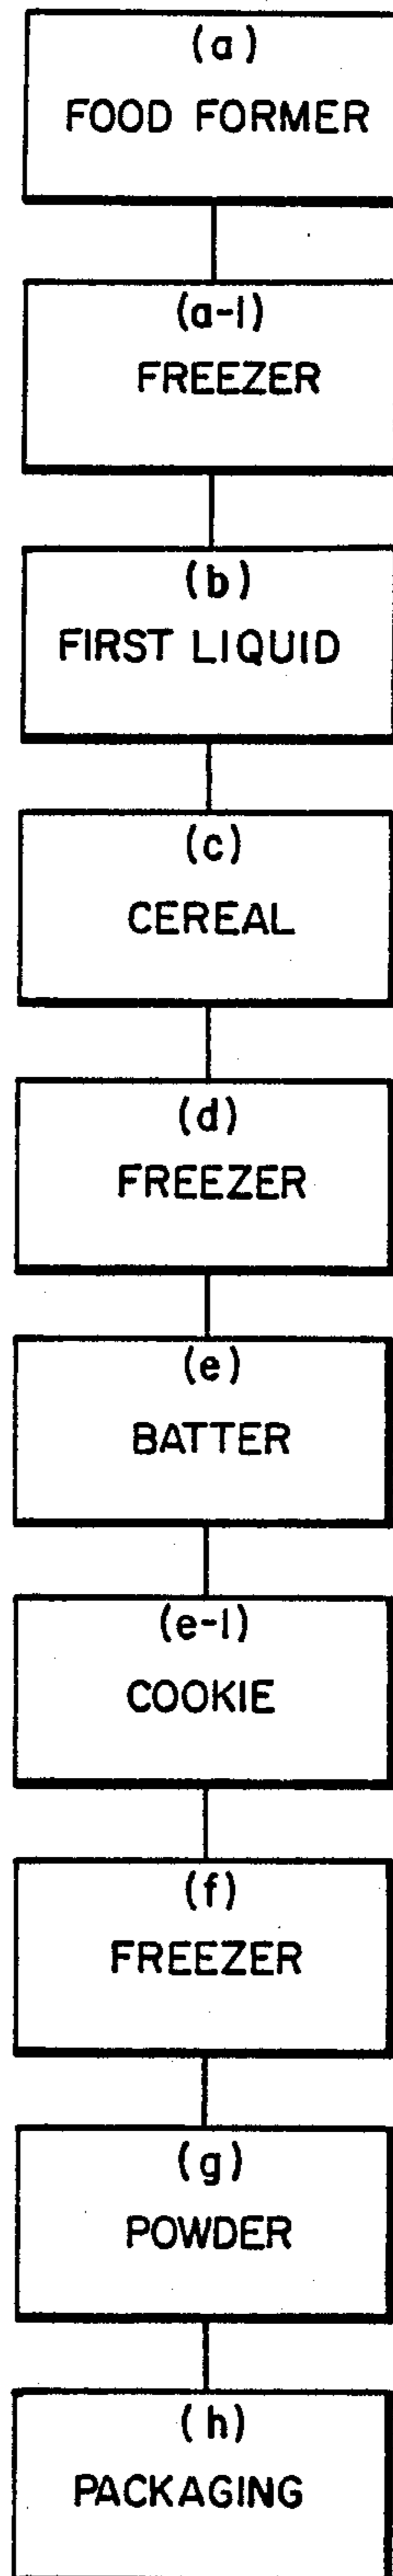 (a)
FOOD FORMER
(a-1)
FREEZER
(b)
FIRST LIQUID
(c)
CEREAL
(d)
FREEZER
(e)
BATTER
(e-1)
COOKIE
(f)
FREEZER
(g)
POWDER
(h)
PACKAGING